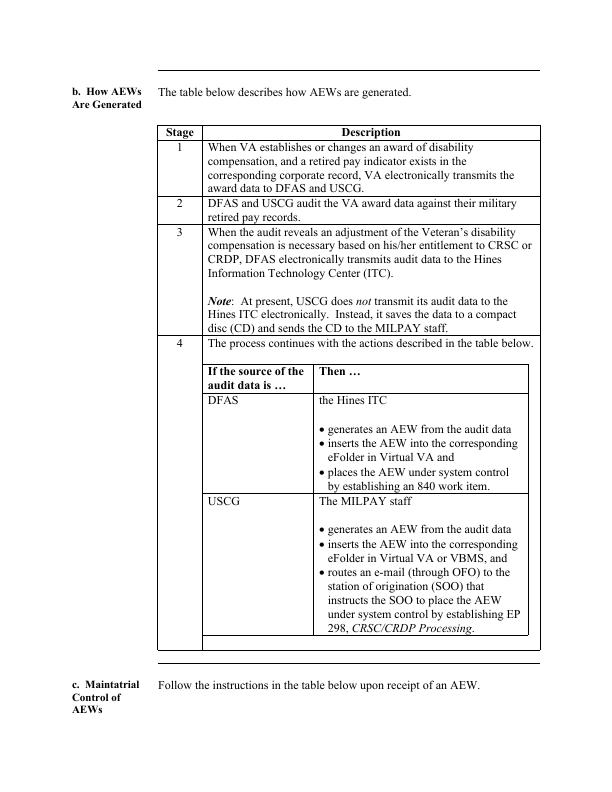 b. How AEWs
Are Generated
The table below describes how AEWs are generated.
Stage
Description
1
When VA establishes or changes an award of disability
compensation, and a retired pay indicator exists in the
corresponding corporate record, VA electronically transmits the
award data to DFAS and USCG.
2
DFAS and USCG audit the VA award data against their military
retired pay records.
3
When the audit reveals an adjustment of the Veteran's disability
compensation is necessary based on his/her entitlement to CRSC or
CRDP, DFAS electronically transmits audit data to the Hines
Information Technology Center (ITC).
Note: At present, USCG does not transmit its audit data to the
Hines ITC electronically. Instead, it saves the data to a compact
disc (CD) and sends the CD to the MILPAY staff.
4
The process continues with the actions described in the table below.
If the source of the
audit data is …
Then …
DFAS
the Hines ITC
• generates an AEW from the audit data
• inserts the AEW into the corresponding
eFolder in Virtual VA and
• places the AEW under system control
by establishing an 840 work item.
USCG
The MILPAY staff
• generates an AEW from the audit data
• inserts the AEW into the corresponding
eFolder in Virtual VA or VBMS, and
• routes an e-mail (through OFO) to the
station of origination (SOO) that
instructs the SOO to place the AEW
under system control by establishing EP
298, CRSC/CRDP Processing.
c. Maintatrial
Control of
AEWs
Follow the instructions in the table below upon receipt of an AEW.